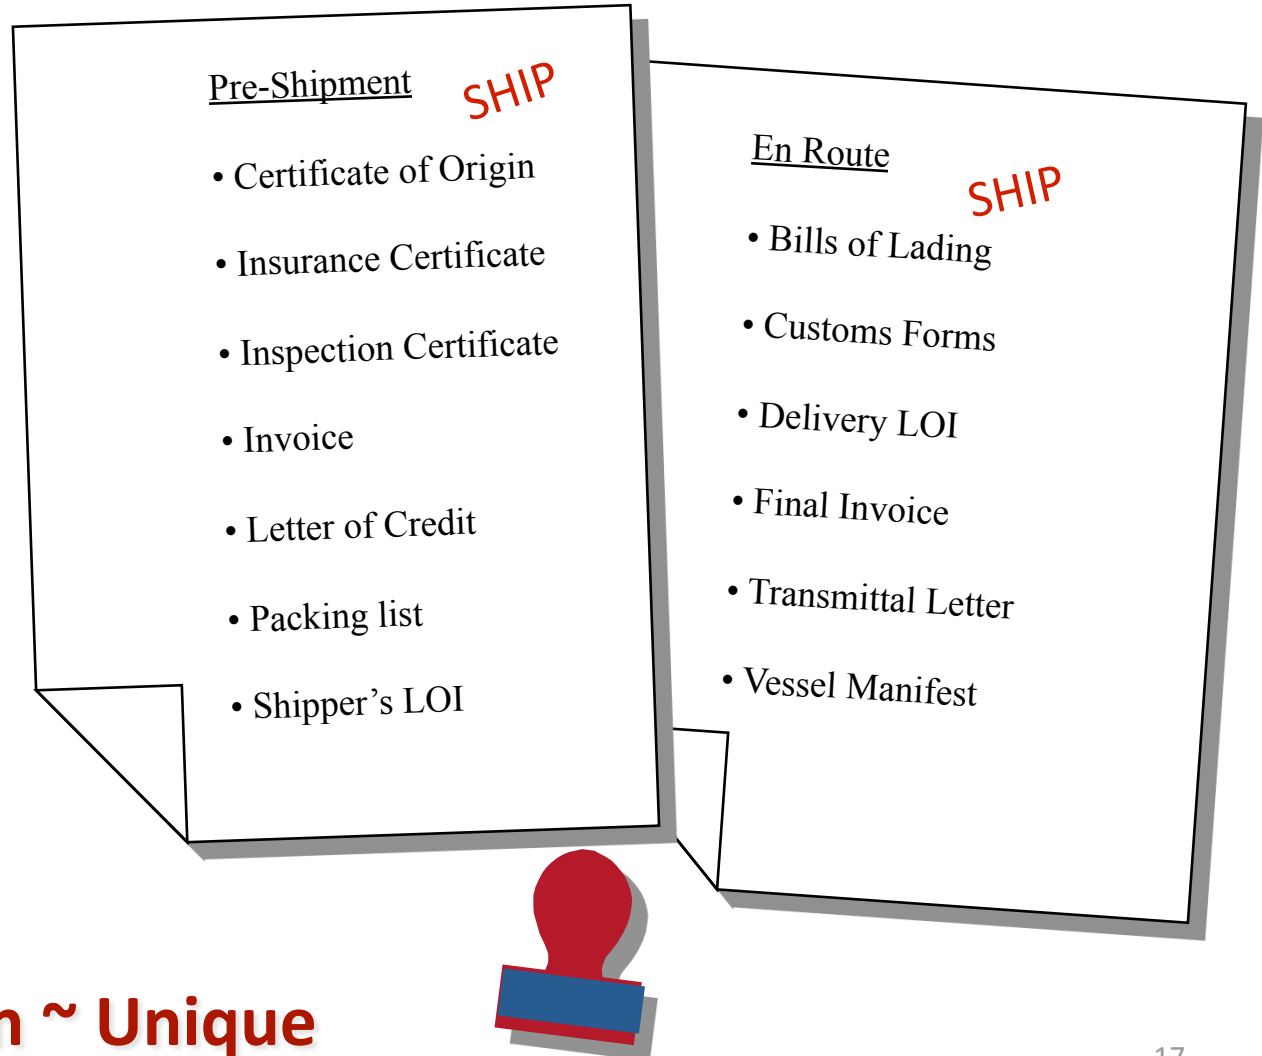 Pre-Shipment
SHIP
• Certificate of Origin
• Insurance Certificate
• Inspection Certificate
• Invoice
• Letter of Credit
• Packing list
• Shipper’s LOI
En Route
SHIP
• Bills of Lading
• Customs Forms
• Delivery LOI
• Final Invoice
• Transmittal Letter
• Vessel Manifest
~ Unique
17